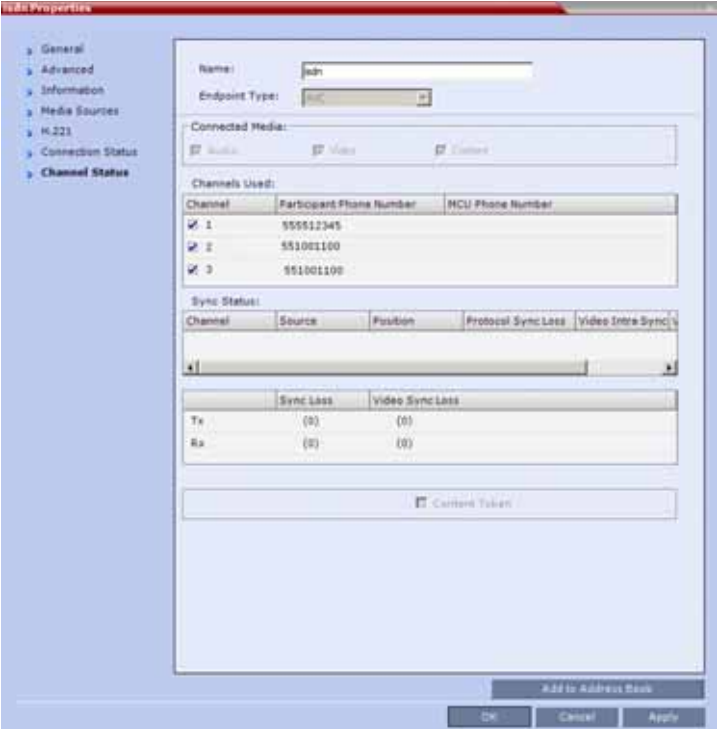 isdn Properties
General
Advanced
Information
Media Sources
H.221
Connection Status
Channel Status
Name: isdn
Endpoint Type: AVC
Connected Media:
Audio Video Content
Channels Used:
Channel Participant Phone Number MCU Phone Number
1 555512345
2 551001100
3 551001100
Sync Status:
Channel Source Position Protocol Sync Loss Video Intra Sync
Sync Loss Video Sync Loss
Tx (0) (0)
Rx (0) (0)
Content Token
Add to Address Book
OK Cancel Apply